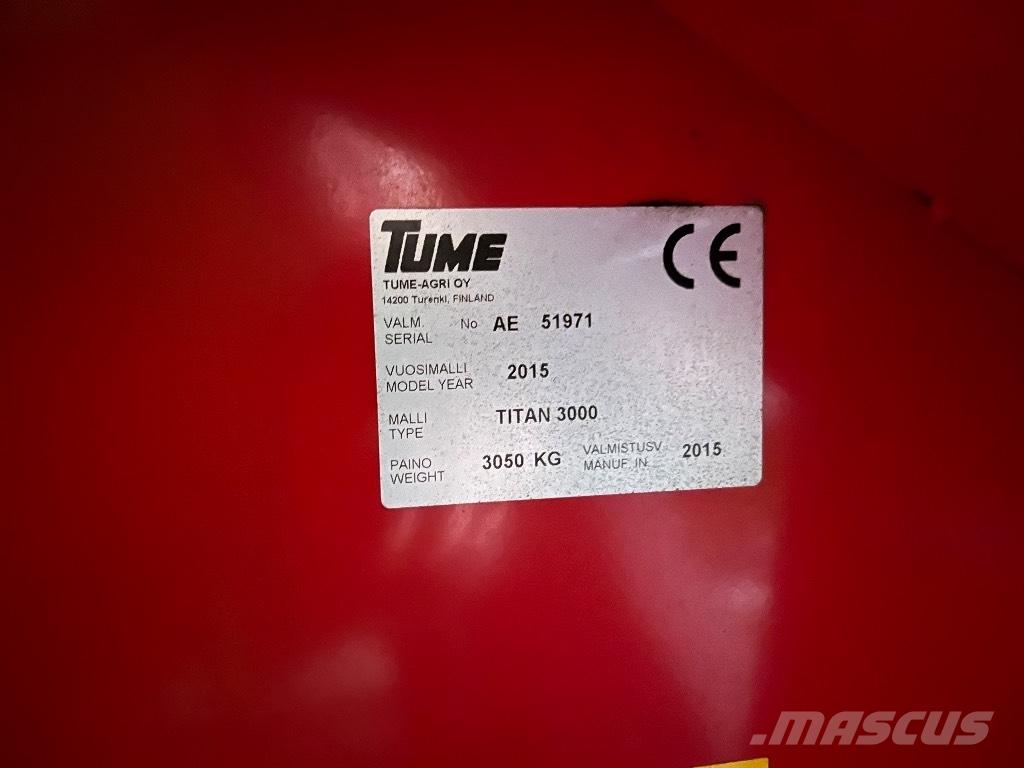 TUME
CE
TUME-AGRI OY
14200 Turenki, FINLAND
VALM. No AE 51971
SERIAL
VUOSIMALLI 2015
MODEL YEAR
MALLI TITAN 3000
TYPE
PAINO 3050 KG VALMISTUSV 2015
WEIGHT MANUF. IN
.MASCUS